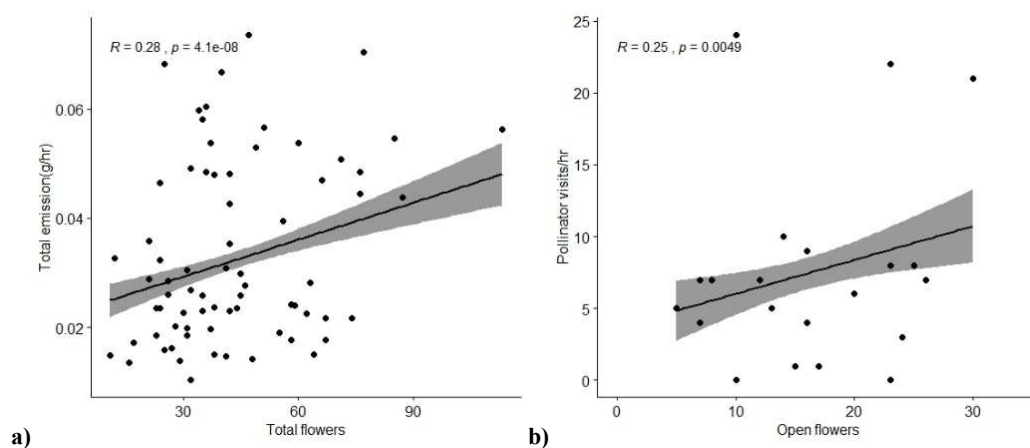 R = 0.28 , p = 4.1e-08
Total emission(g/hr)
0.06
0.04
0.02
30
60
90
Total flowers
a)
R = 0.25 , p = 0.0049
Pollinator visits/hr
25
20
15
10
5
0
0
10
20
30
Open flowers
b)